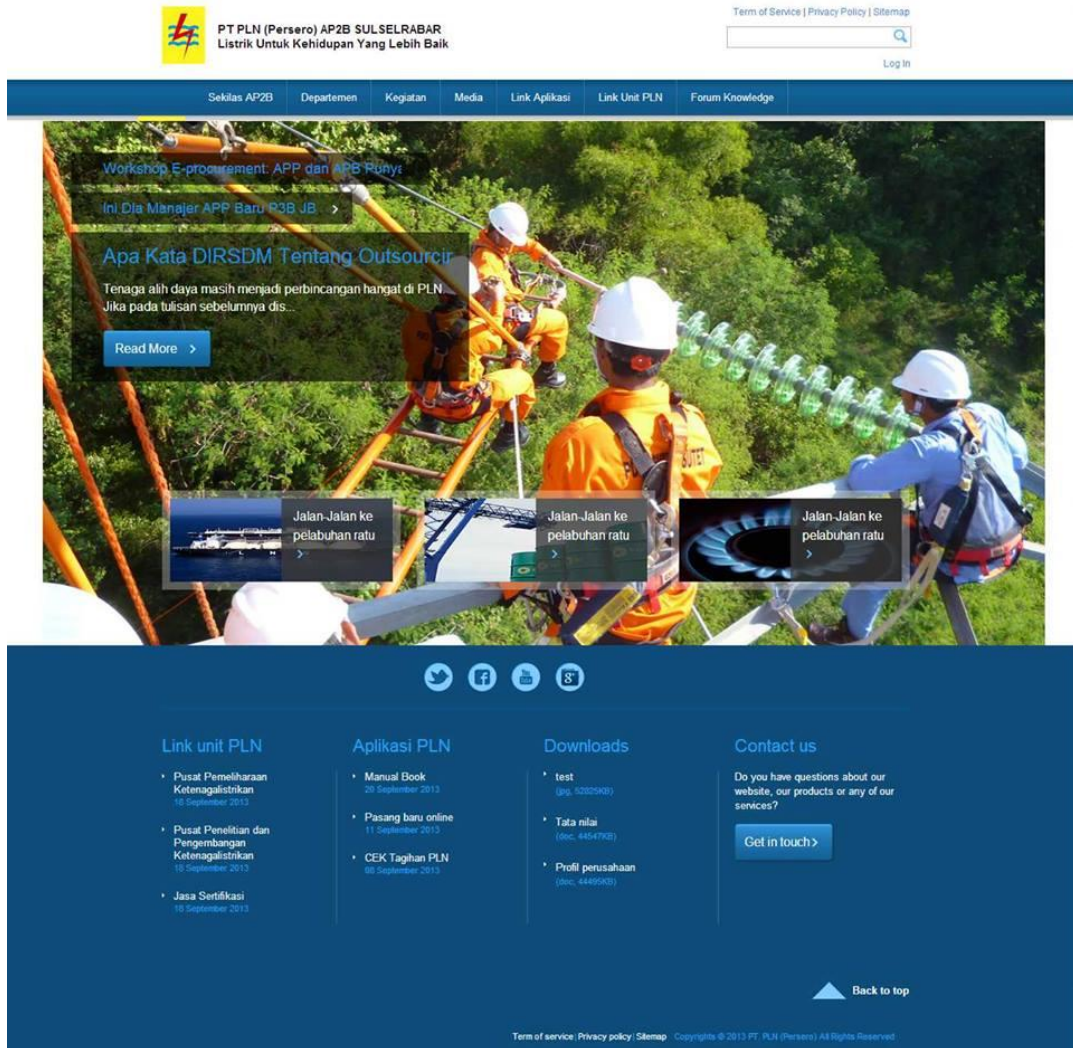 PT PLN (Persero) AP2B SULSELRABAR
Listrik Untuk Kehidupan Yang Lebih Baik
Term of Service | Privacy Policy | Sitemap
Log In
Sekilas AP2B Departemen Kegiatan Media Link Aplikasi Link Unit PLN Forum Knowledge
Workshop E-procurement: APP dan APB Punya
Ini Dia Manajer APP Baru P3B JB >
Apa Kata DIRSDM Tentang Outsourcir
Tenaga alih daya masih menjadi perbincangan hangat di PLN.
Jika pada tulisan sebelumnya dis...
Read More >
Jalan-Jalan ke
pelabuhan ratu
>
Jalan-Jalan ke
pelabuhan ratu
>
Jalan-Jalan ke
pelabuhan ratu
>
SUTET
Link unit PLN
Pusat Pemeliharaan
Ketenagalistrikan
18 September 2013
Pusat Penelitian dan
Pengembangan
Ketenagalistrikan
18 September 2013
Jasa Sertifikasi
18 September 2013
Aplikasi PLN
Manual Book
20 September 2013
Pasang baru online
11 September 2013
CEK Tagihan PLN
September 2013
Downloads
test
(jpg, 52825KB)
Tata nilai
(doc, 44547KB)
Profil perusahaan
(doc, 44495KB)
Contact us
Do you have questions about our
website, our products or any of our
services?
Get in touch >
Back to top
Term of service | Privacy policy | Sitemap Copyrights © 2013 PT. PLN (Persero) All Rights Reserved